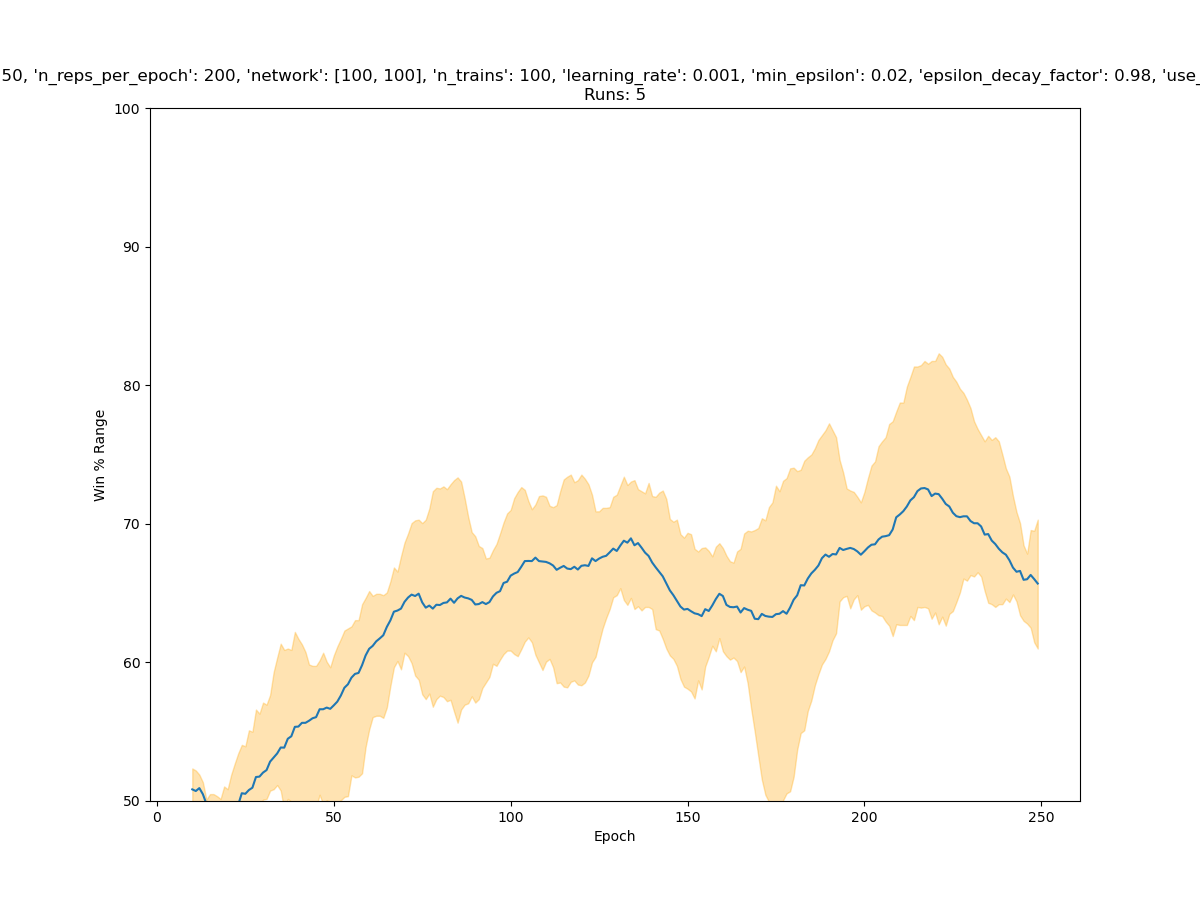 50, 'n_reps_per_epoch': 200, 'network': [100, 100], 'n_trains': 100, 'learning_rate': 0.001, 'min_epsilon': 0.02, 'epsilon_decay_factor': 0.98, 'use_
Runs: 5
100
90
80
70
60
50
Win % Range
0 50 100 150 200 250
Epoch